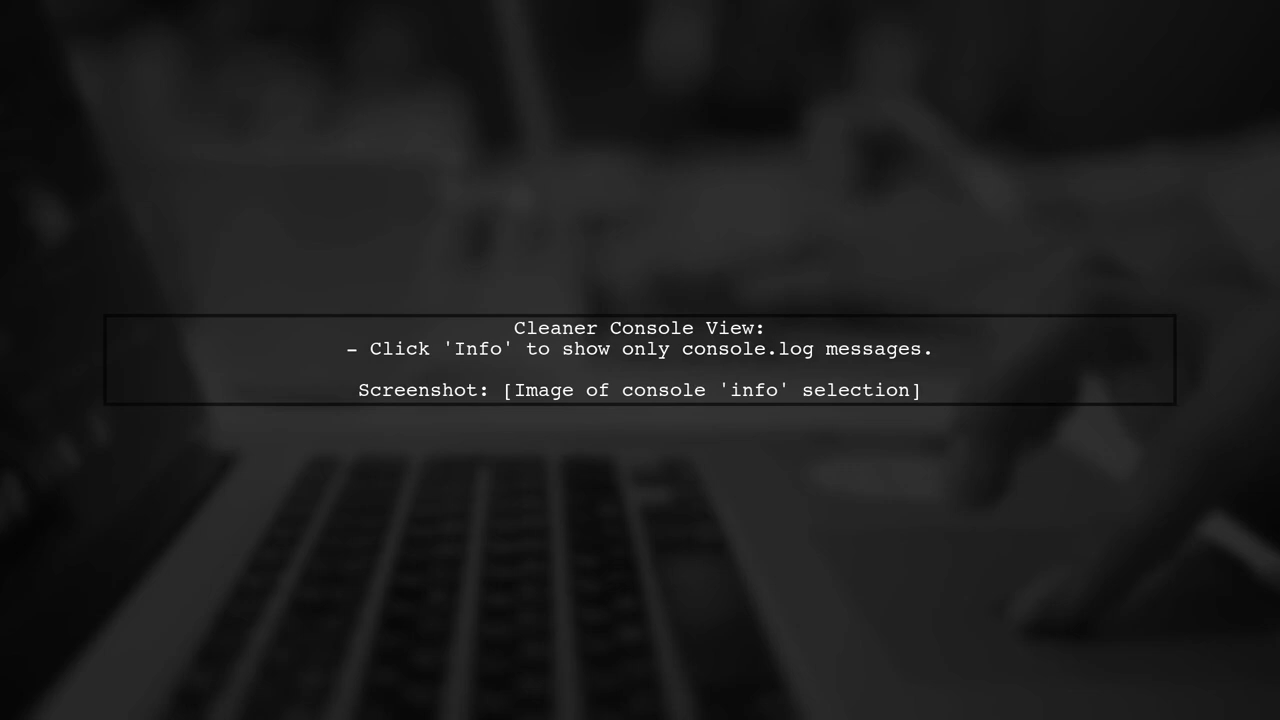 Cleaner Console View:
– Click 'Info' to show only console.log messages.
Screenshot: [Image of console 'info' selection]